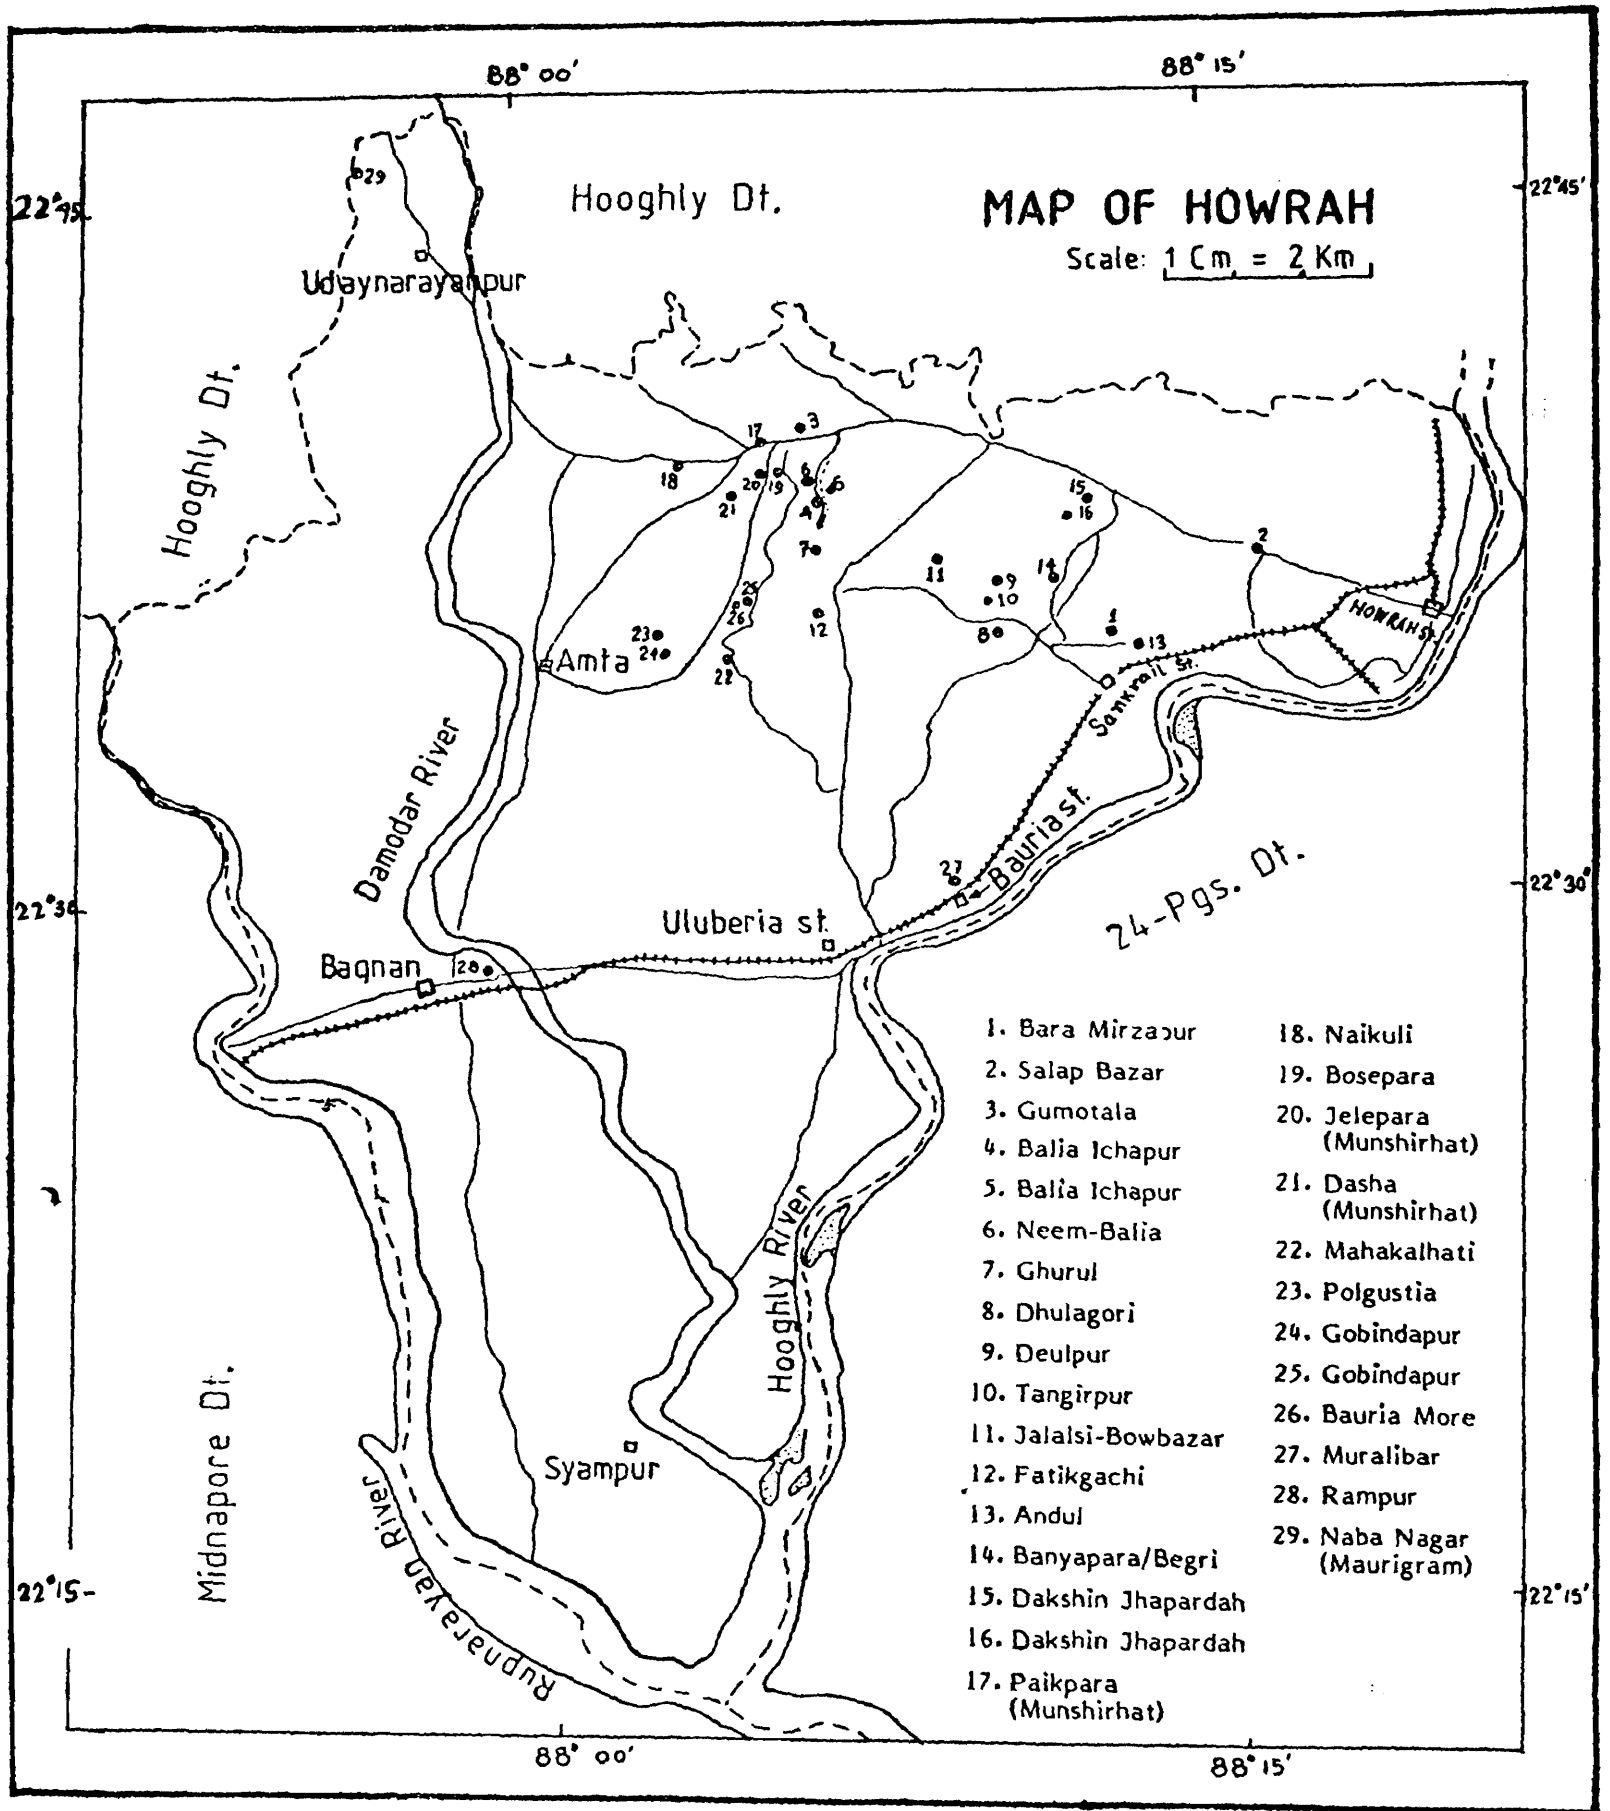 88° 00'
88° 15'
22°45'
22°45'
Hooghly Dt.
MAP OF HOWRAH
Scale: 1 Cm = 2 Km
29
Udaynarayanpur
Hooghly Dt.
17
3
18
20
19
6
5
21
4
15
16
7
2
11
9
14
10
25
26
12
HOWRAH St.
23
24
8
1
13
Amta
22
Sankrail St.
Damodar River
Bauria st.
27
24-Pgs. Dt.
22°30'
22°30'
Uluberia st.
Bagnan
28
Hooghly River
Midnapore Dt.
Syampur
Rupnarayan River
22°15-
22°15'
1. Bara Mirzapur
2. Salap Bazar
3. Gumotala
4. Balia Ichapur
5. Balia Ichapur
6. Neem-Balia
7. Ghurul
8. Dhulagori
9. Deulpur
10. Tangirpur
11. Jalalsi-Bowbazar
12. Fatikgachi
13. Andul
14. Banyapara/Begri
15. Dakshin Jhapardah
16. Dakshin Jhapardah
17. Paikpara
(Munshirhat)
18. Naikuli
19. Bosepara
20. Jelepara
(Munshirhat)
21. Dasha
(Munshirhat)
22. Mahakalhati
23. Polgustia
24. Gobindapur
25. Gobindapur
26. Bauria More
27. Muralibar
28. Rampur
29. Naba Nagar
(Maurigram)
88° 00'
88° 15'